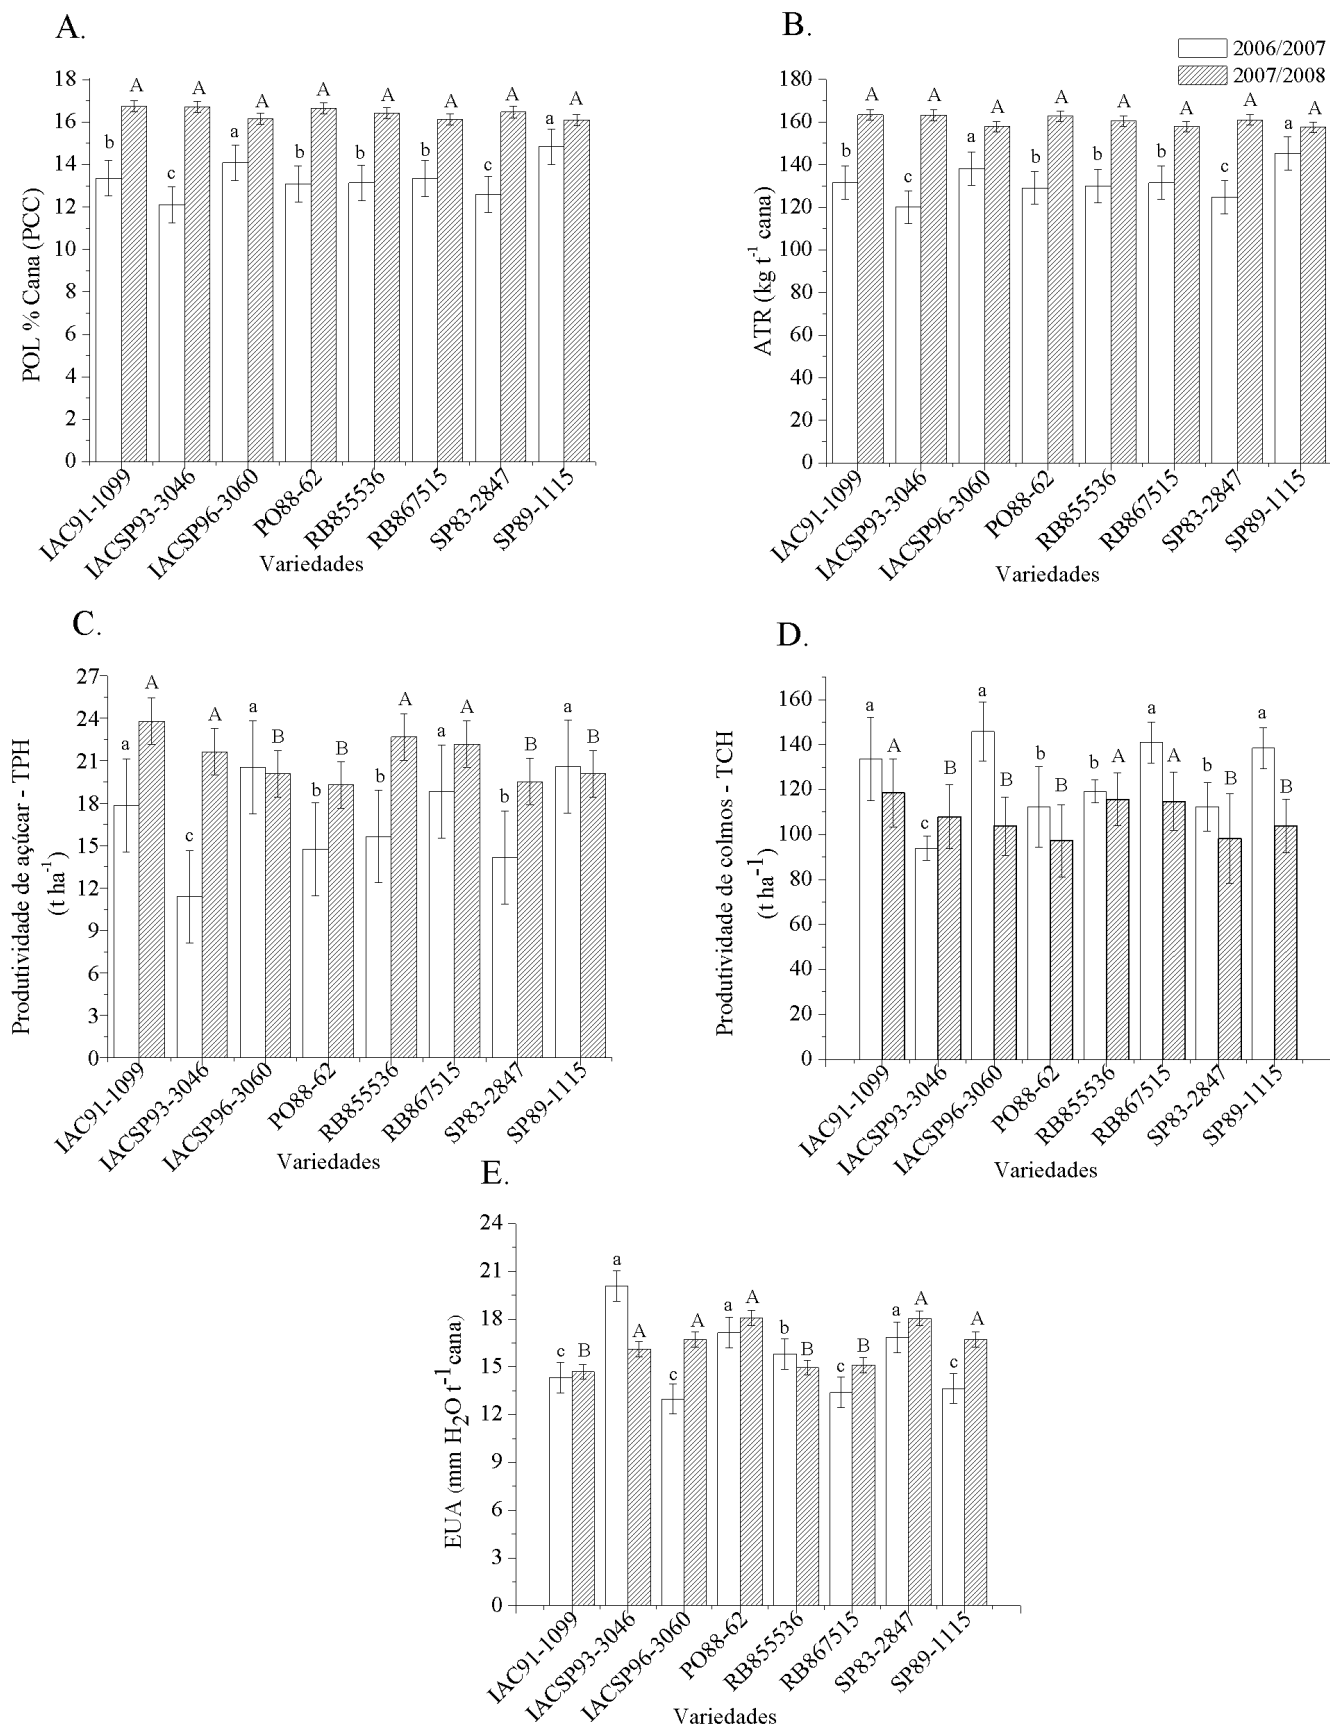 A.
18
16
14
12
10
8
6
4
2
0
POL % Cana (PCC)
b A c A a A b A b A b A c A a A
IAC91-1099
IACSP93-3046
IACSP96-3060
PO88-62
RB855536
RB867515
SP83-2847
SP89-1115
Variedades
B.
2006/2007
2007/2008
180
160
140
120
100
80
60
40
20
0
ATR (kg t-1 cana)
b A c A a A b A b A b A c A a A
IAC91-1099
IACSP93-3046
IACSP96-3060
PO88-62
RB855536
RB867515
SP83-2847
SP89-1115
Variedades
C.
27
24
21
18
15
12
9
6
3
0
Produtividade de açúcar - TPH
(t ha-1)
a A c A a B b B b A a A b B a B
IAC91-1099
IACSP93-3046
IACSP96-3060
PO88-62
RB855536
RB867515
SP83-2847
SP89-1115
Variedades
D.
160
140
120
100
80
60
40
20
0
Produtividade de colmos - TCH
(t ha-1)
a A c B a B b B b A a A b B a B
IAC91-1099
IACSP93-3046
IACSP96-3060
PO88-62
RB855536
RB867515
SP83-2847
SP89-1115
Variedades
E.
24
21
18
15
12
9
6
3
0
EUA (mm H2O t-1cana)
c B a A c A a A b B c B a A c A
IAC91-1099
IACSP93-3046
IACSP96-3060
PO88-62
RB855536
RB867515
SP83-2847
SP89-1115
Variedades